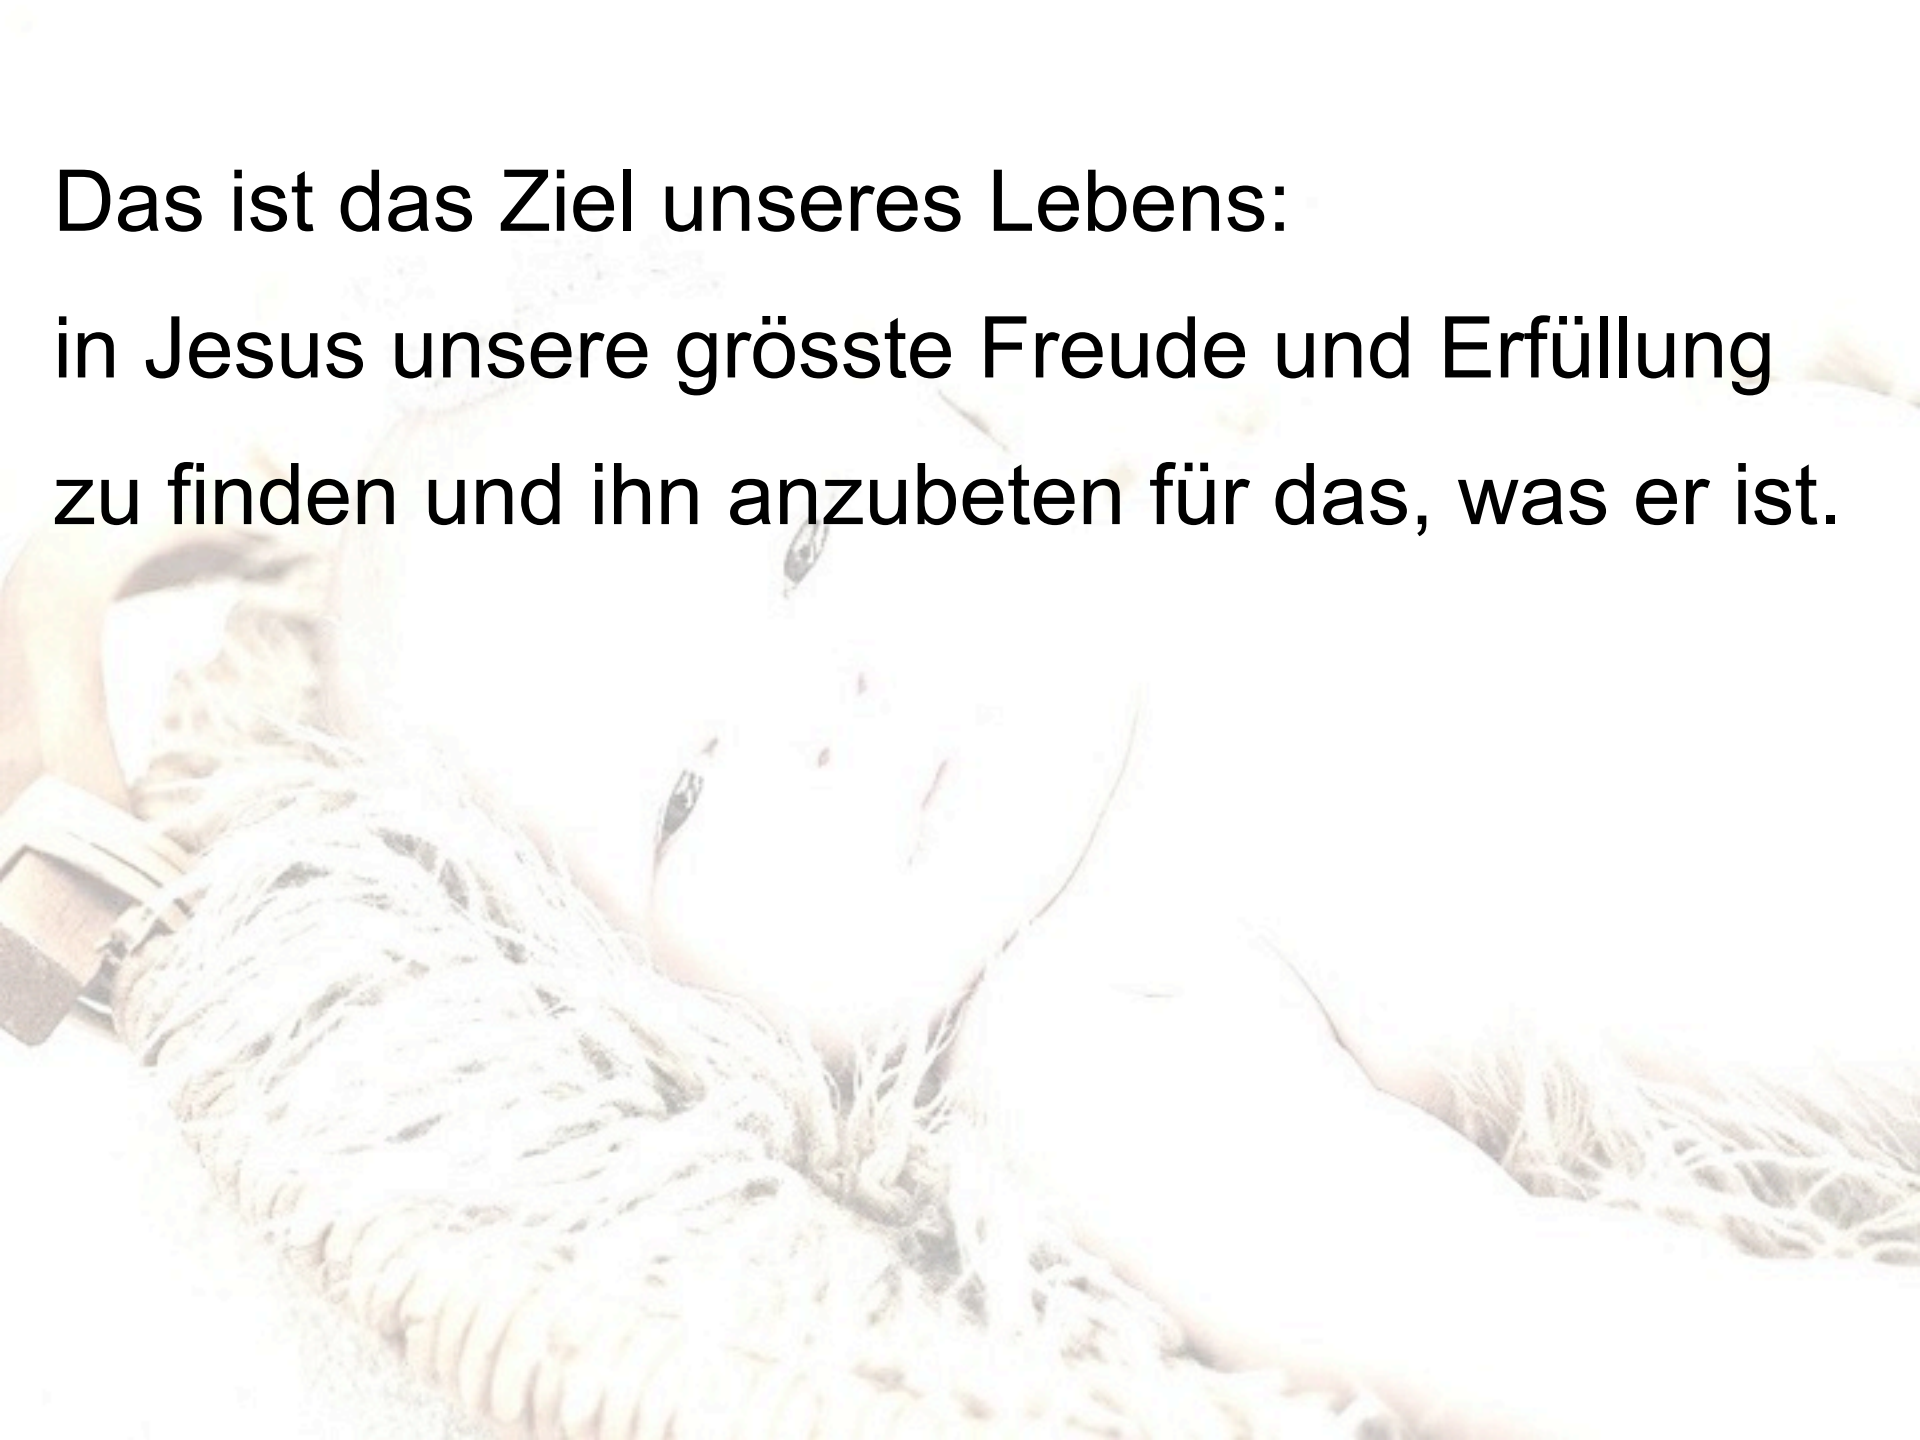 Das ist das Ziel unseres Lebens:
in Jesus unsere grösste Freude und Erfüllung
zu finden und ihn anzubeten für das, was er ist.